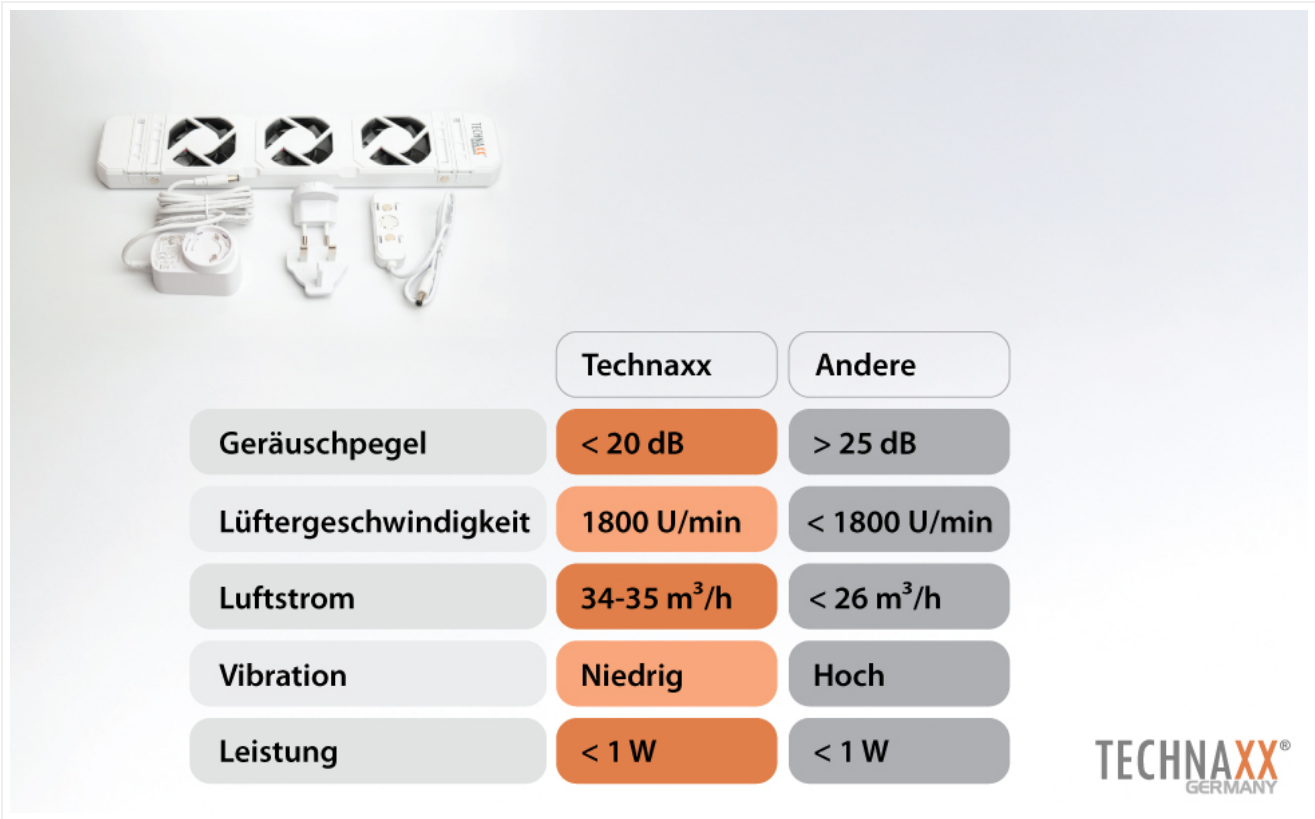 TECHNAXX
Technaxx Andere
Geräuschpegel < 20 dB > 25 dB
Lüftergeschwindigkeit 1800 U/min < 1800 U/min
Luftstrom 34-35 m³/h < 26 m³/h
Vibration Niedrig Hoch
Leistung < 1 W < 1 W
TECHNAXX®
GERMANY